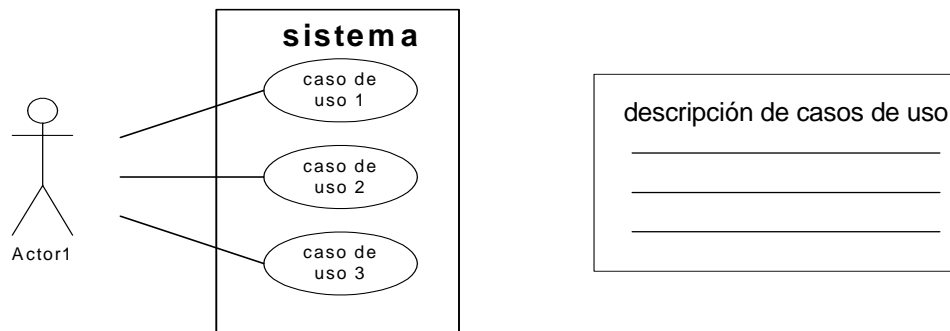 sistema
caso de
uso 1
caso de
uso 2
caso de
uso 3
Actor1
descripción de casos de uso